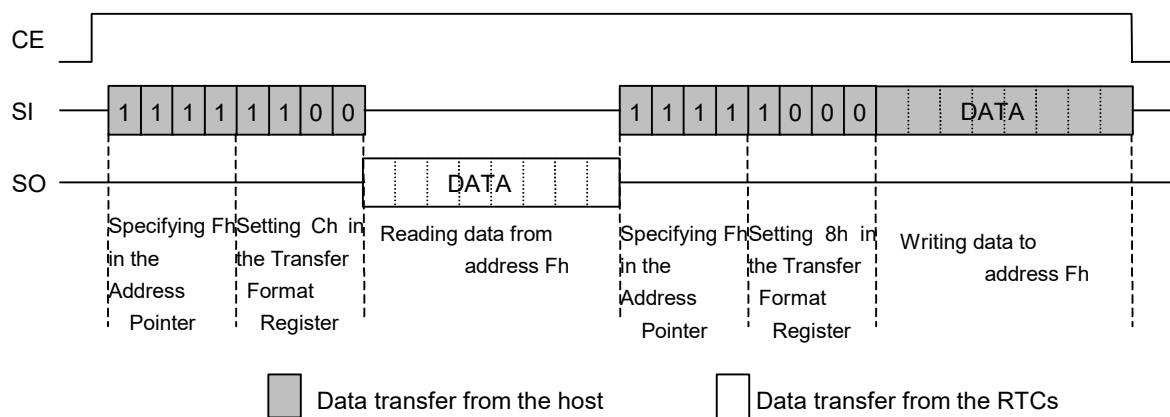 CE
SI
1 1 1 1 1 1 0 0
1 1 1 1 1 0 0 0
DATA
SO
DATA
Specifying Fh
in the
Address
Pointer
Setting Ch in
the Transfer
Format
Register
Reading data from
address Fh
Specifying Fh
in the
Address
Pointer
Setting 8h in
the Transfer
Format
Register
Writing data to
address Fh
Data transfer from the host
Data transfer from the RTCs